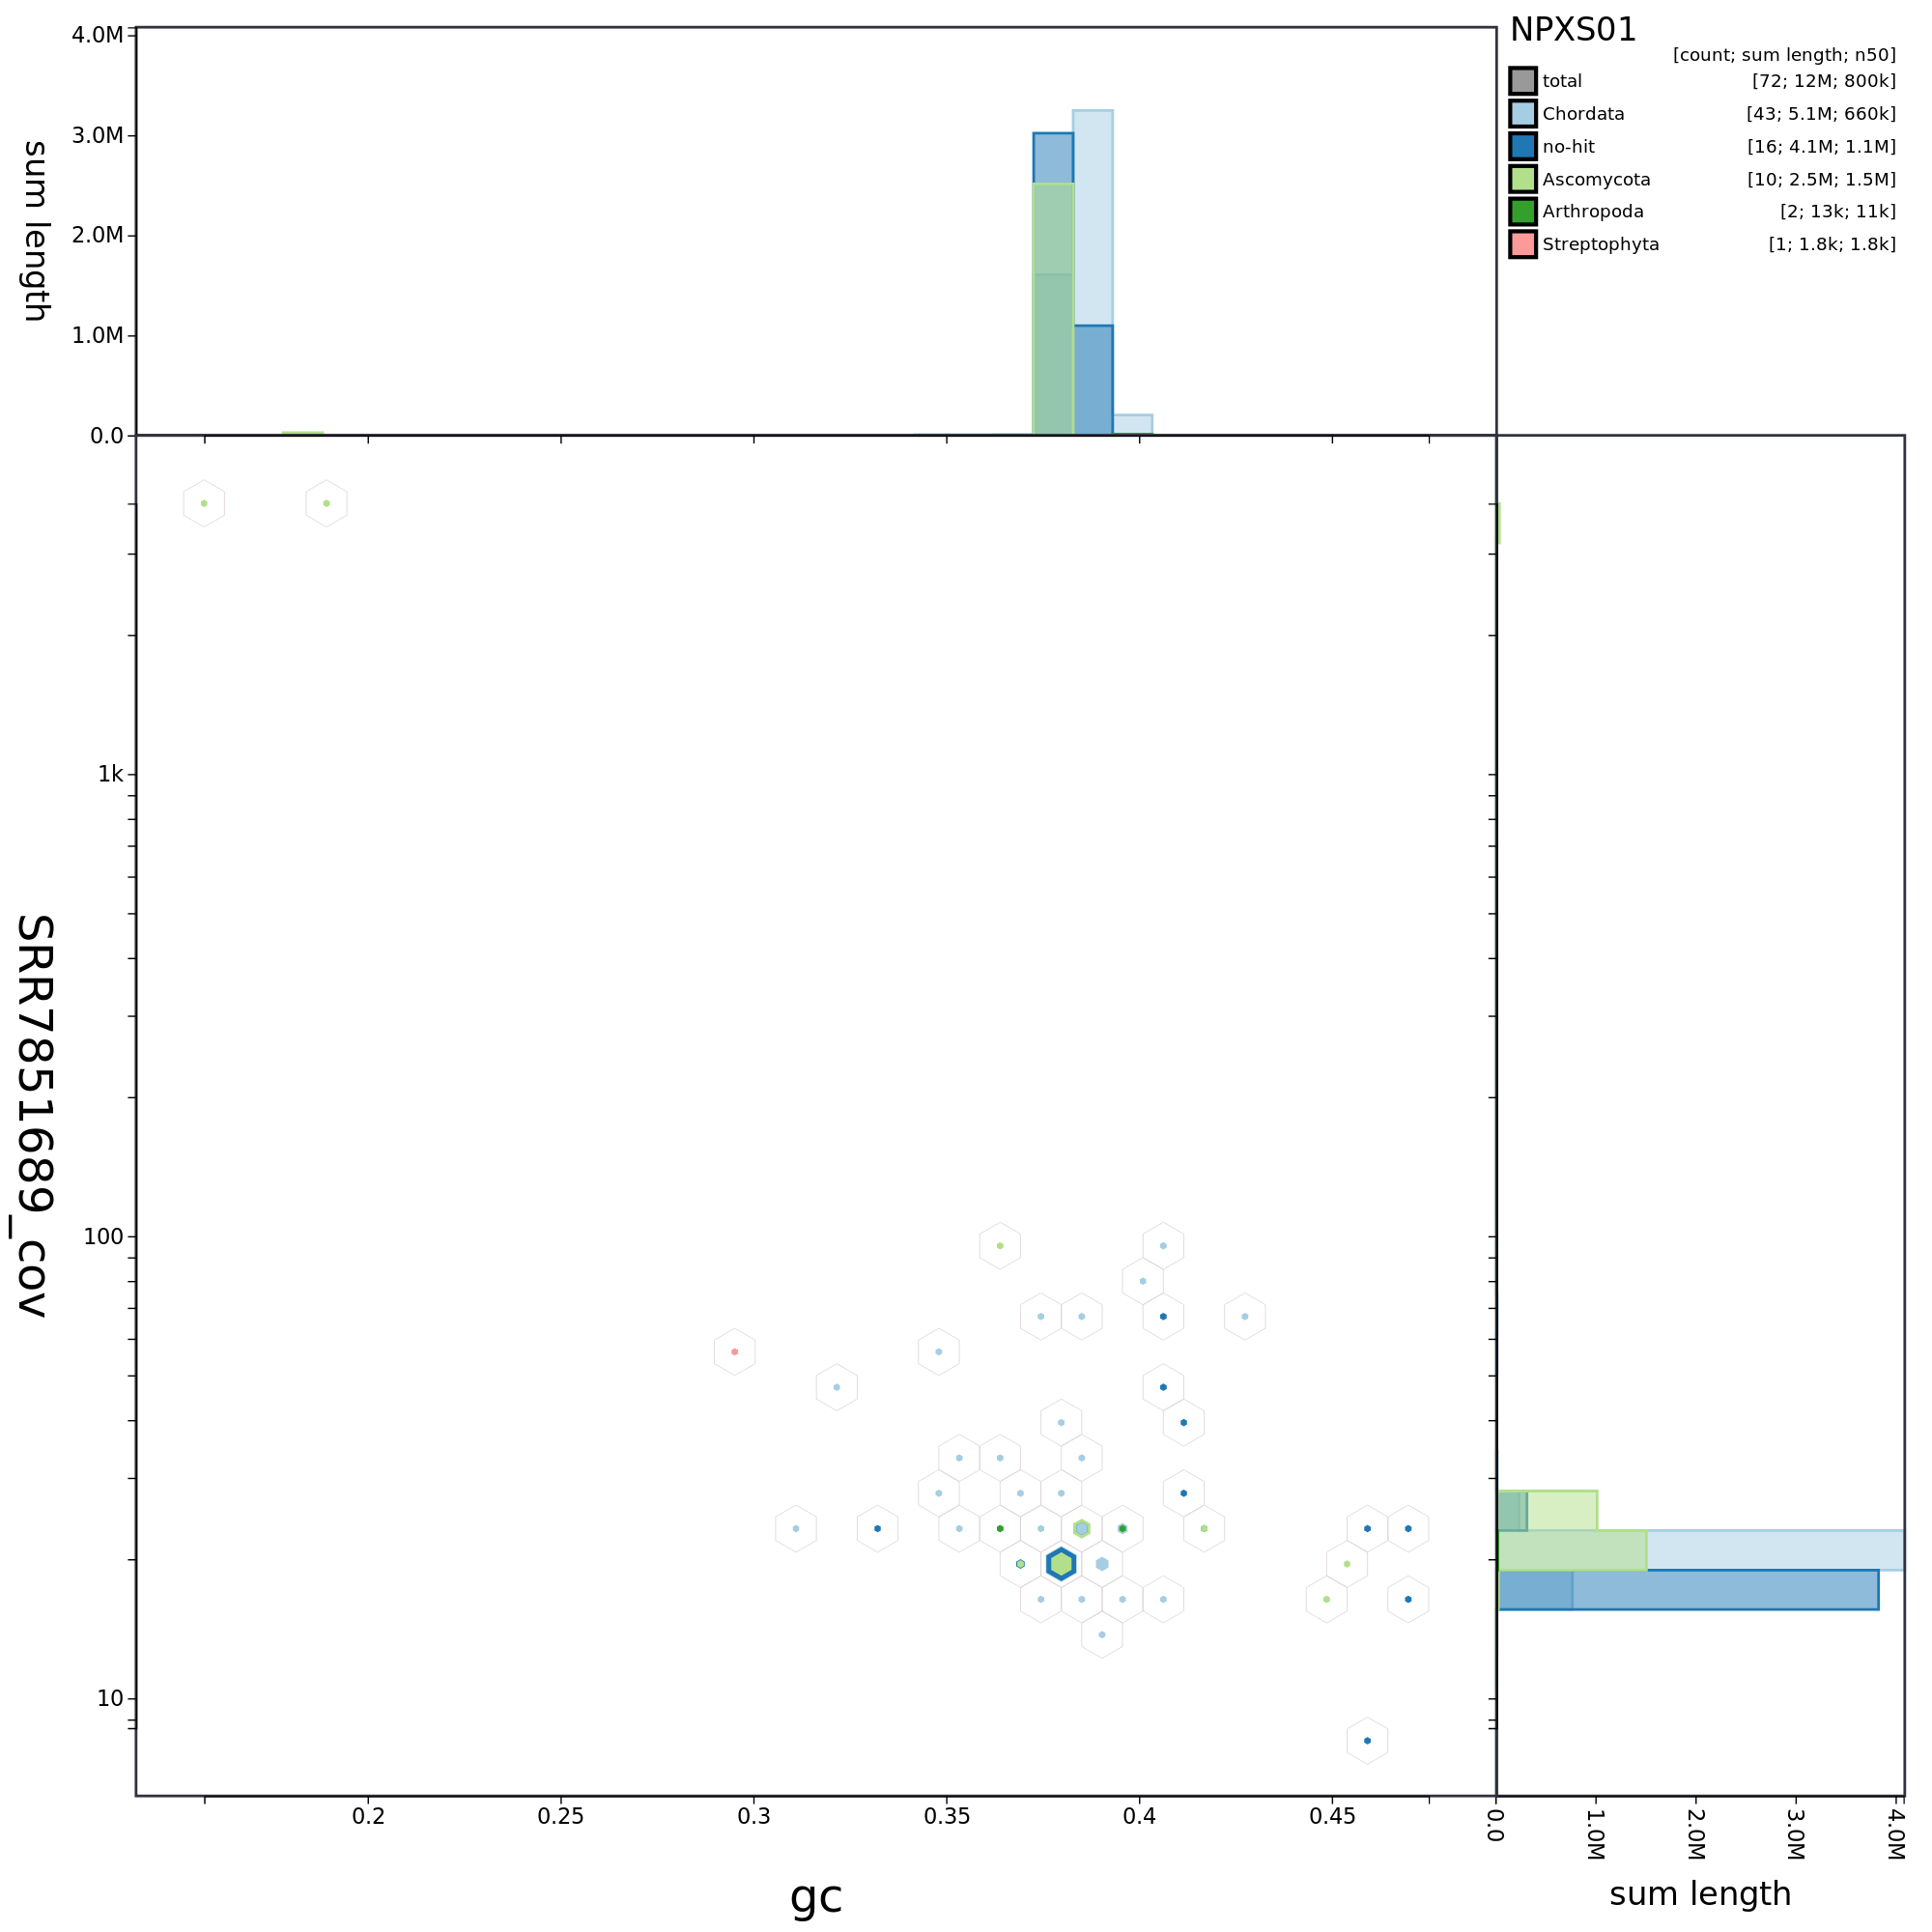 NPXS01
[count; sum length; n50]
total [72; 12M; 800k]
Chordata [43; 5.1M; 660k]
no-hit [16; 4.1M; 1.1M]
Ascomycota [10; 2.5M; 1.5M]
Arthropoda [2; 13k; 11k]
Streptophyta [1; 1.8k; 1.8k]
sum length
4.0M
3.0M
2.0M
1.0M
0.0
SRR7851689_cov
1k
100
10
0.2 0.25 0.3 0.35 0.4 0.45
gc
0.0 1.0M 2.0M 3.0M 4.0M
sum length